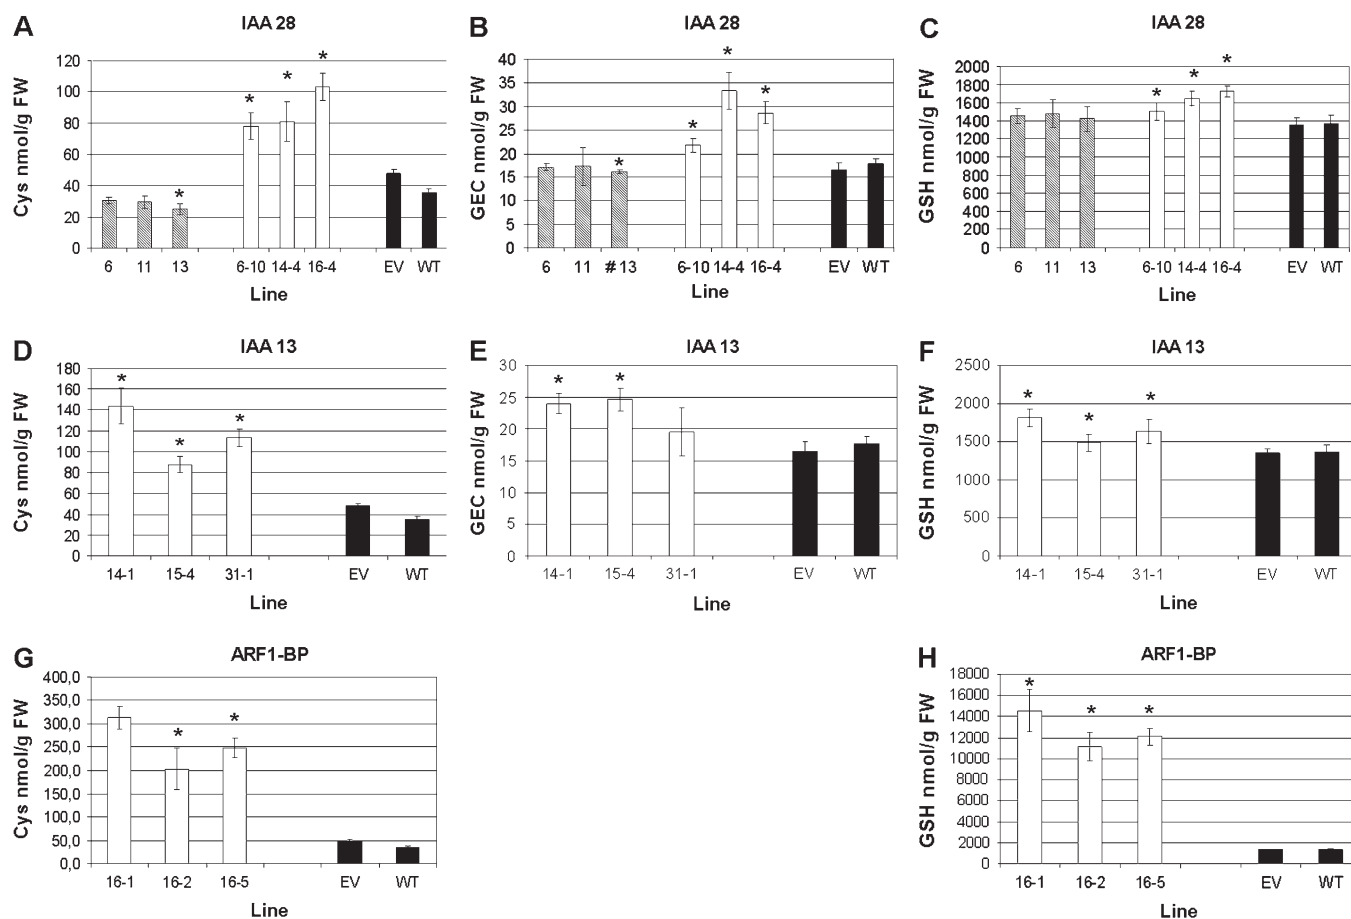 A
IAA 28
Cys nmol/g FW
120
100
80
60
40
20
0
*
*
*
*
6 11 13 6-10 14-4 16-4 EV WT
Line
B
IAA 28
GEC nmol/g FW
40
35
30
25
20
15
10
5
0
*
*
*
*
6 11 #13 6-10 14-4 16-4 EV WT
Line
C
IAA 28
GSH nmol/g FW
2000
1800
1600
1400
1200
1000
800
600
400
200
0
*
*
*
6 11 13 6-10 14-4 16-4 EV WT
Line
D
IAA 13
Cys nmol/g FW
180
160
140
120
100
80
60
40
20
0
*
*
*
14-1 15-4 31-1 EV WT
Line
E
IAA 13
GEC nmol/g FW
30
25
20
15
10
5
0
* *
14-1 15-4 31-1 EV WT
Line
F
IAA 13
GSH nmol/g FW
2500
2000
1500
1000
500
0
*
*
*
14-1 15-4 31-1 EV WT
Line
G
ARF1-BP
Cys nmol/g FW
400,0
350,0
300,0
250,0
200,0
150,0
100,0
50,0
0,0
*
*
16-1 16-2 16-5 EV WT
Line
H
ARF1-BP
GSH nmol/g FW
18000
16000
14000
12000
10000
8000
6000
4000
2000
0
*
*
*
16-1 16-2 16-5 EV WT
Line